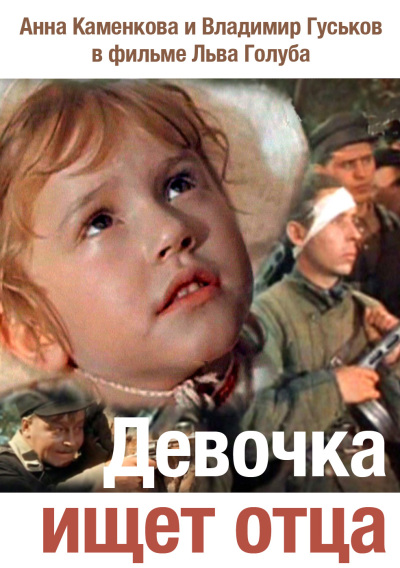 Анна Каменкова и Владимир Гуськов
в фильме Льва Голуба
Девочка
ищет отца